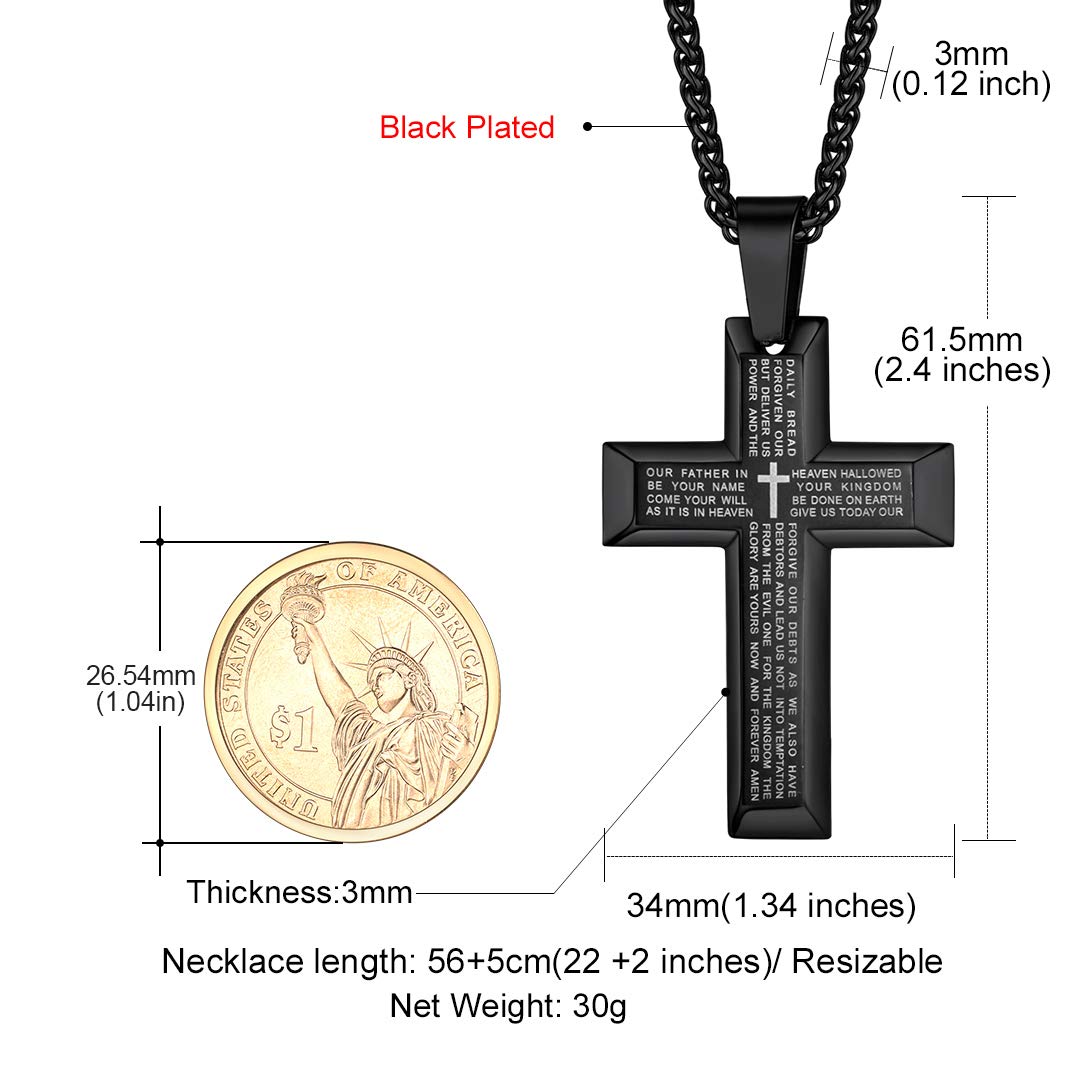 3mm
(0.12 inch)
Black Plated
61.5mm
(2.4 inches)
DAILY BREAD
FORGIVEN OUR
BUT DELIVER US
POWER AND THE
OUR FATHER IN HEAVEN HALLOWED
BE YOUR NAME YOUR KINGDOM
COME YOUR WILL BE DONE ON EARTH
AS IT IS IN HEAVEN GIVE US TODAY OUR
FORGIVE OUR DEBTS AS WE ALSO HAVE
DEBTORS AND LEAD US NOT INTO TEMPTATION
FROM THE EVIL ONE FOR THE KINGDOM THE
GLORY ARE YOURS NOW AND FOREVER AMEN
UNITED STATES OF AMERICA
$1
26.54mm
(1.04in)
Thickness:3mm
34mm(1.34 inches)
Necklace length: 56+5cm(22 +2 inches)/ Resizable
Net Weight: 30g